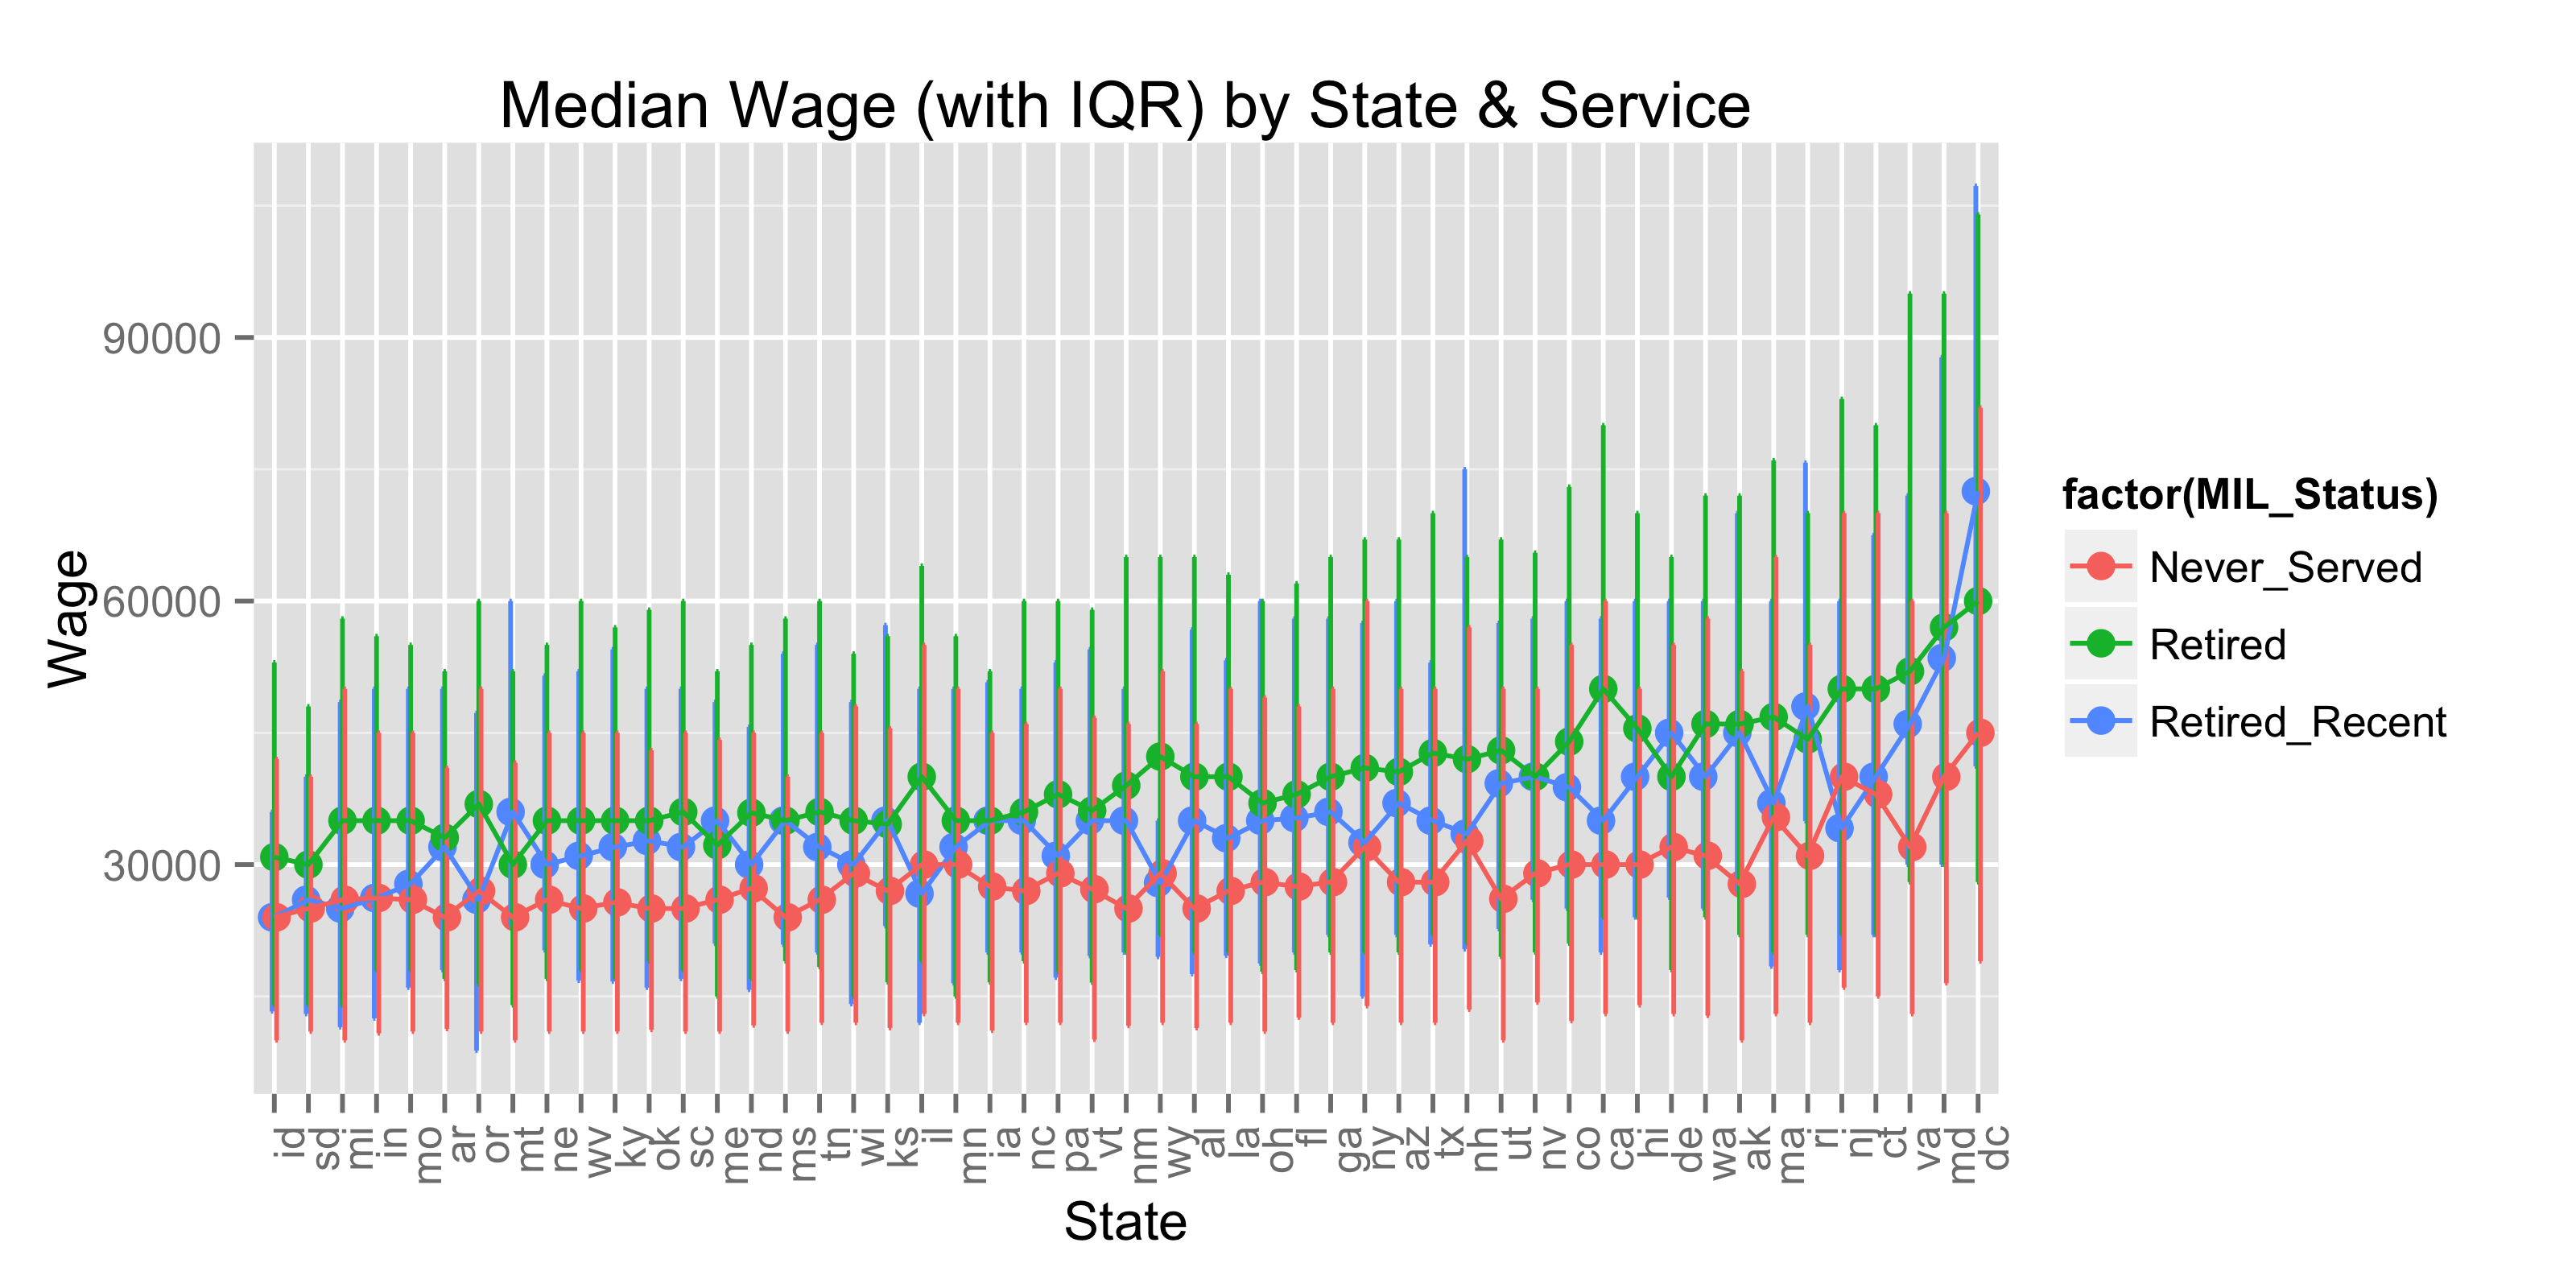 Median Wage (with IQR) by State & Service
90000
60000
30000
Wage
id sd mi in mo ar or mt ne wv ky ok sc me nd ms tn wi ks il mn ia nc pa vt nm wy al la oh fl ga ny az tx nh ut nv co ca hi de wa ak ma ri nj ct va md dc
State
factor(MIL_Status)
Never_Served
Retired
Retired_Recent